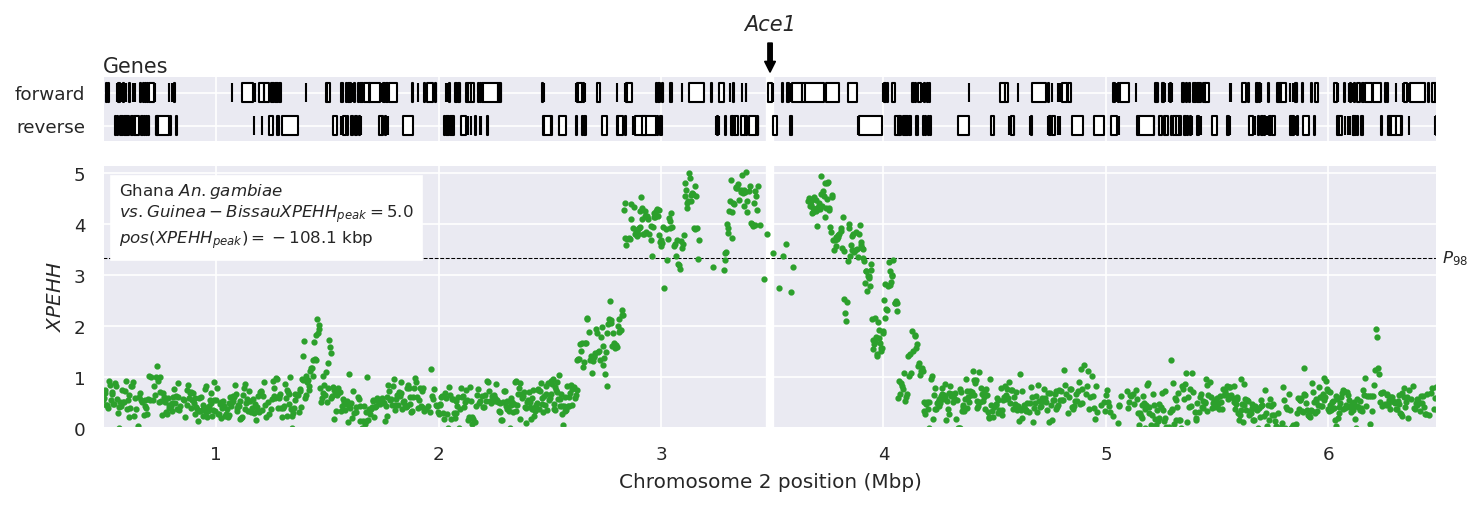 Ace1
Genes
forward
reverse
5
4
3
2
1
0
XPEHH
Ghana An. gambiae
vs. Guinea − BissauXPEHH_peak = 5.0
pos(XPEHH_peak) = − 108.1 kbp
P_98
1
2
3
4
5
6
Chromosome 2 position (Mbp)